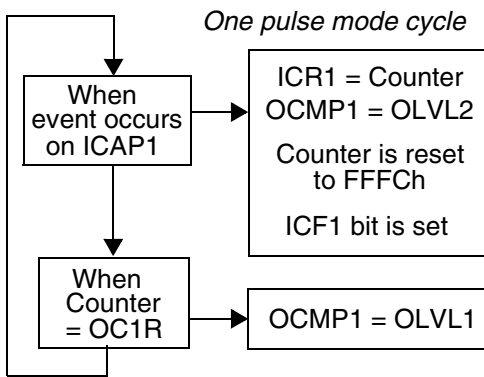 One pulse mode cycle
When
event occurs
on ICAP1
ICR1 = Counter
OCMP1 = OLVL2
Counter is reset
to FFFCh
ICF1 bit is set
When
Counter
= OC1R
OCMP1 = OLVL1